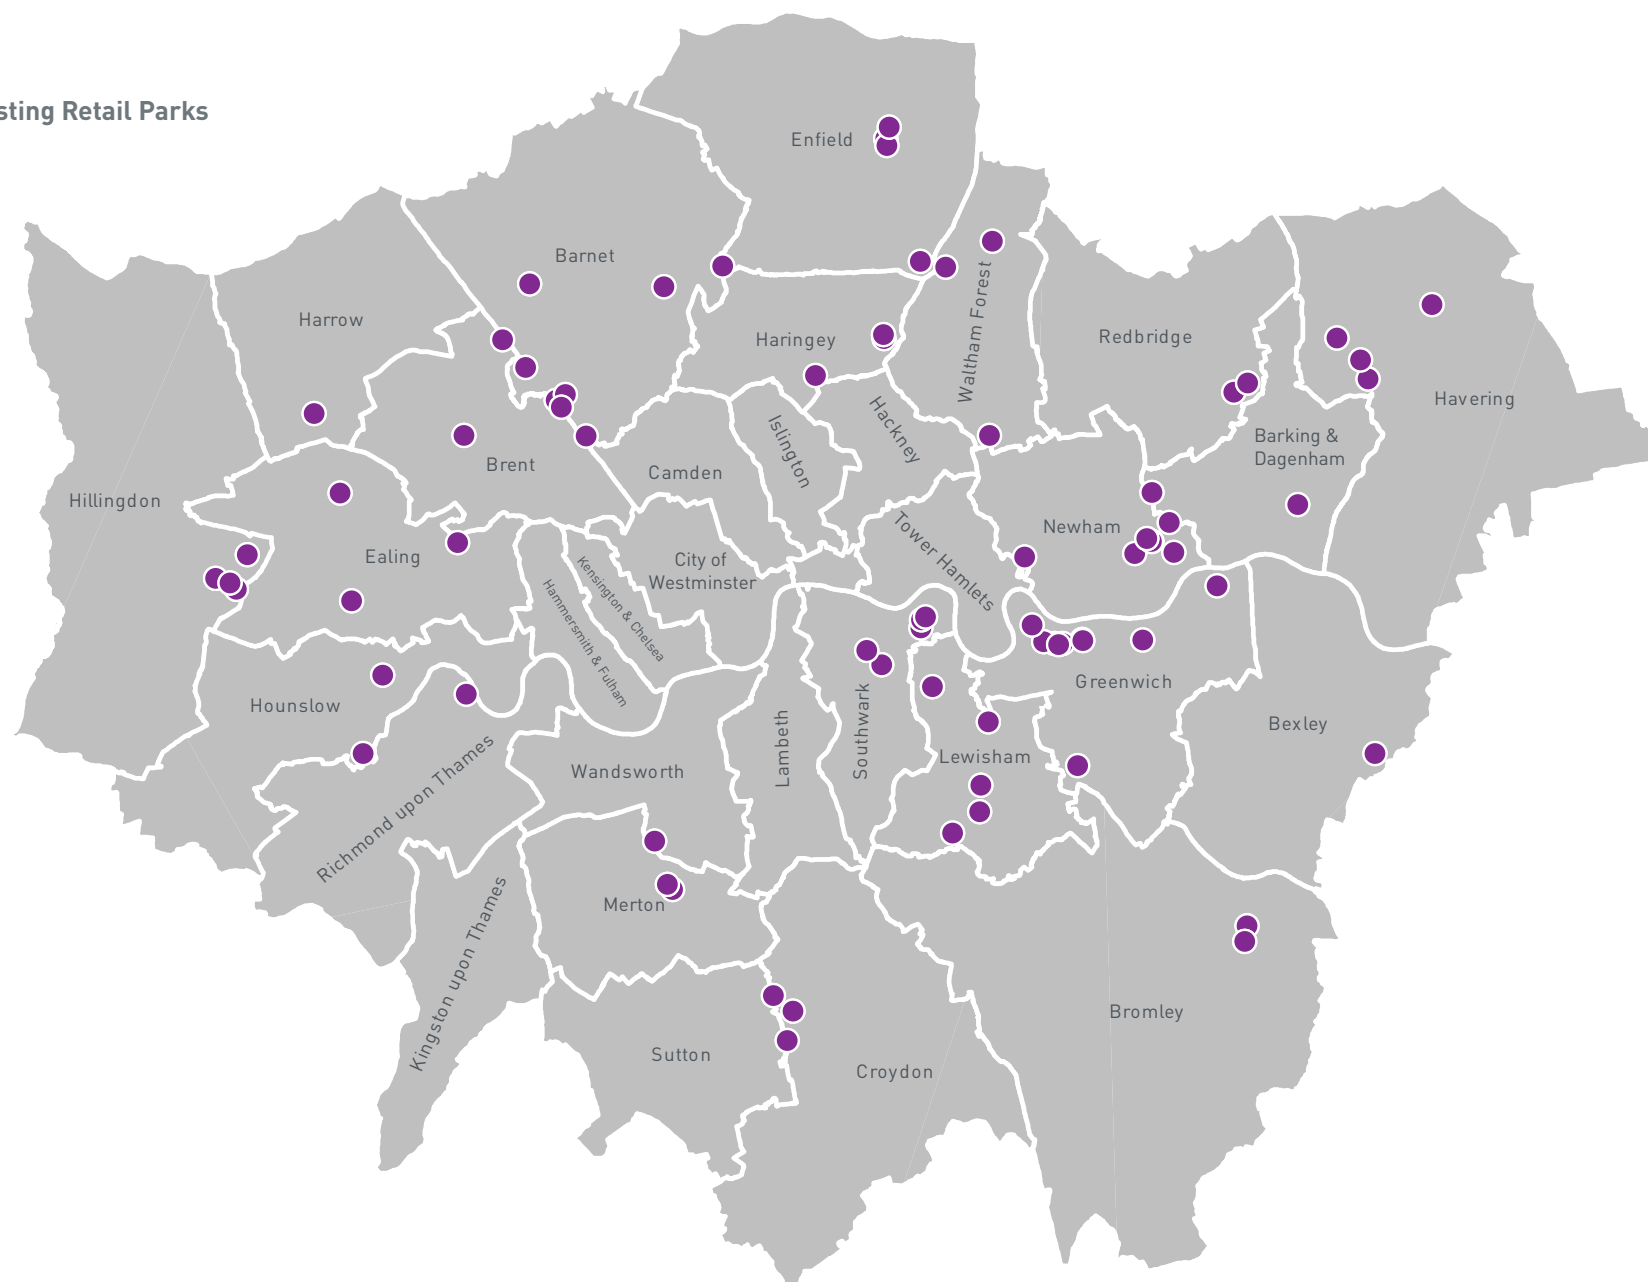 sting Retail Parks
Enfield
Barnet
Harrow
Haringey
Waltham Forest
Redbridge
Havering
Hillingdon
Brent
Camden
Islington
Hackney
Barking &
Dagenham
Ealing
Newham
Tower Hamlets
City of
Westminster
Kensington & Chelsea
Hammersmith & Fulham
Hounslow
Greenwich
Bexley
Southwark
Lambeth
Lewisham
Wandsworth
Richmond upon Thames
Merton
Kingston upon Thames
Sutton
Croydon
Bromley